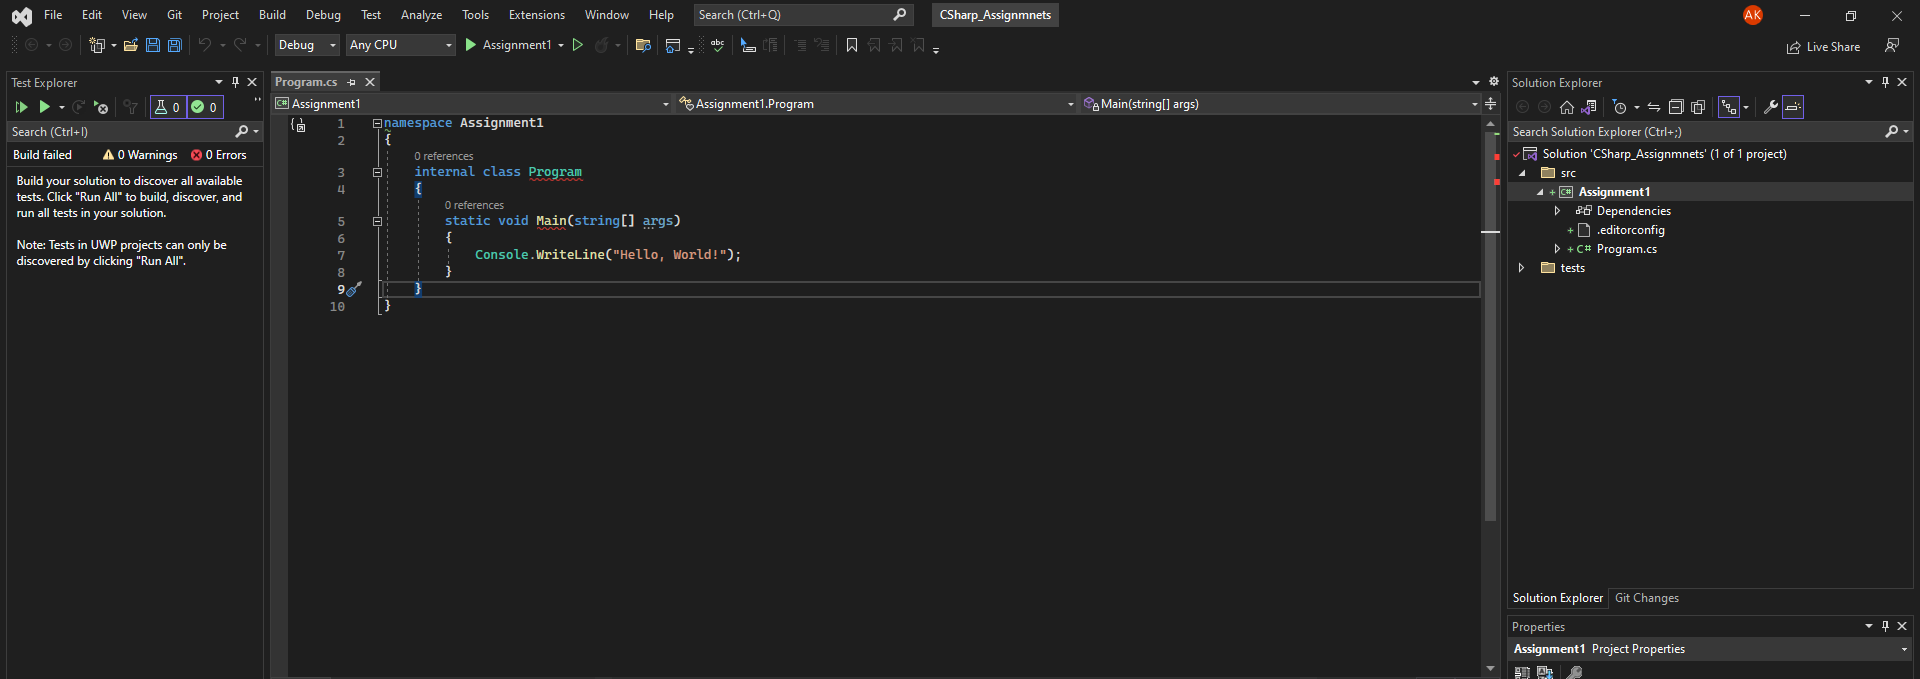 File Edit View Git Project Build Debug Test Analyze Tools Extensions Window Help Search (Ctrl+Q) CSharp_Assignmnets AK
Debug Any CPU Assignment1 abc Live Share
Test Explorer
0 0
Search (Ctrl+I)
Build failed 0 Warnings 0 Errors
Build your solution to discover all available
tests. Click "Run All" to build, discover, and
run all tests in your solution.
Note: Tests in UWP projects can only be
discovered by clicking "Run All".
Program.cs
C# Assignment1 Assignment1.Program Main(string[] args)
1 namespace Assignment1
2 {
0 references
3 internal class Program
4 {
0 references
5 static void Main(string[] args)
6 {
7 Console.WriteLine("Hello, World!");
8 }
9 }
10 }
Solution Explorer
Search Solution Explorer (Ctrl+;)
Solution 'CSharp_Assignmnets' (1 of 1 project)
src
C# Assignment1
Dependencies
.editorconfig
C# Program.cs
tests
Solution Explorer Git Changes
Properties
Assignment1 Project Properties